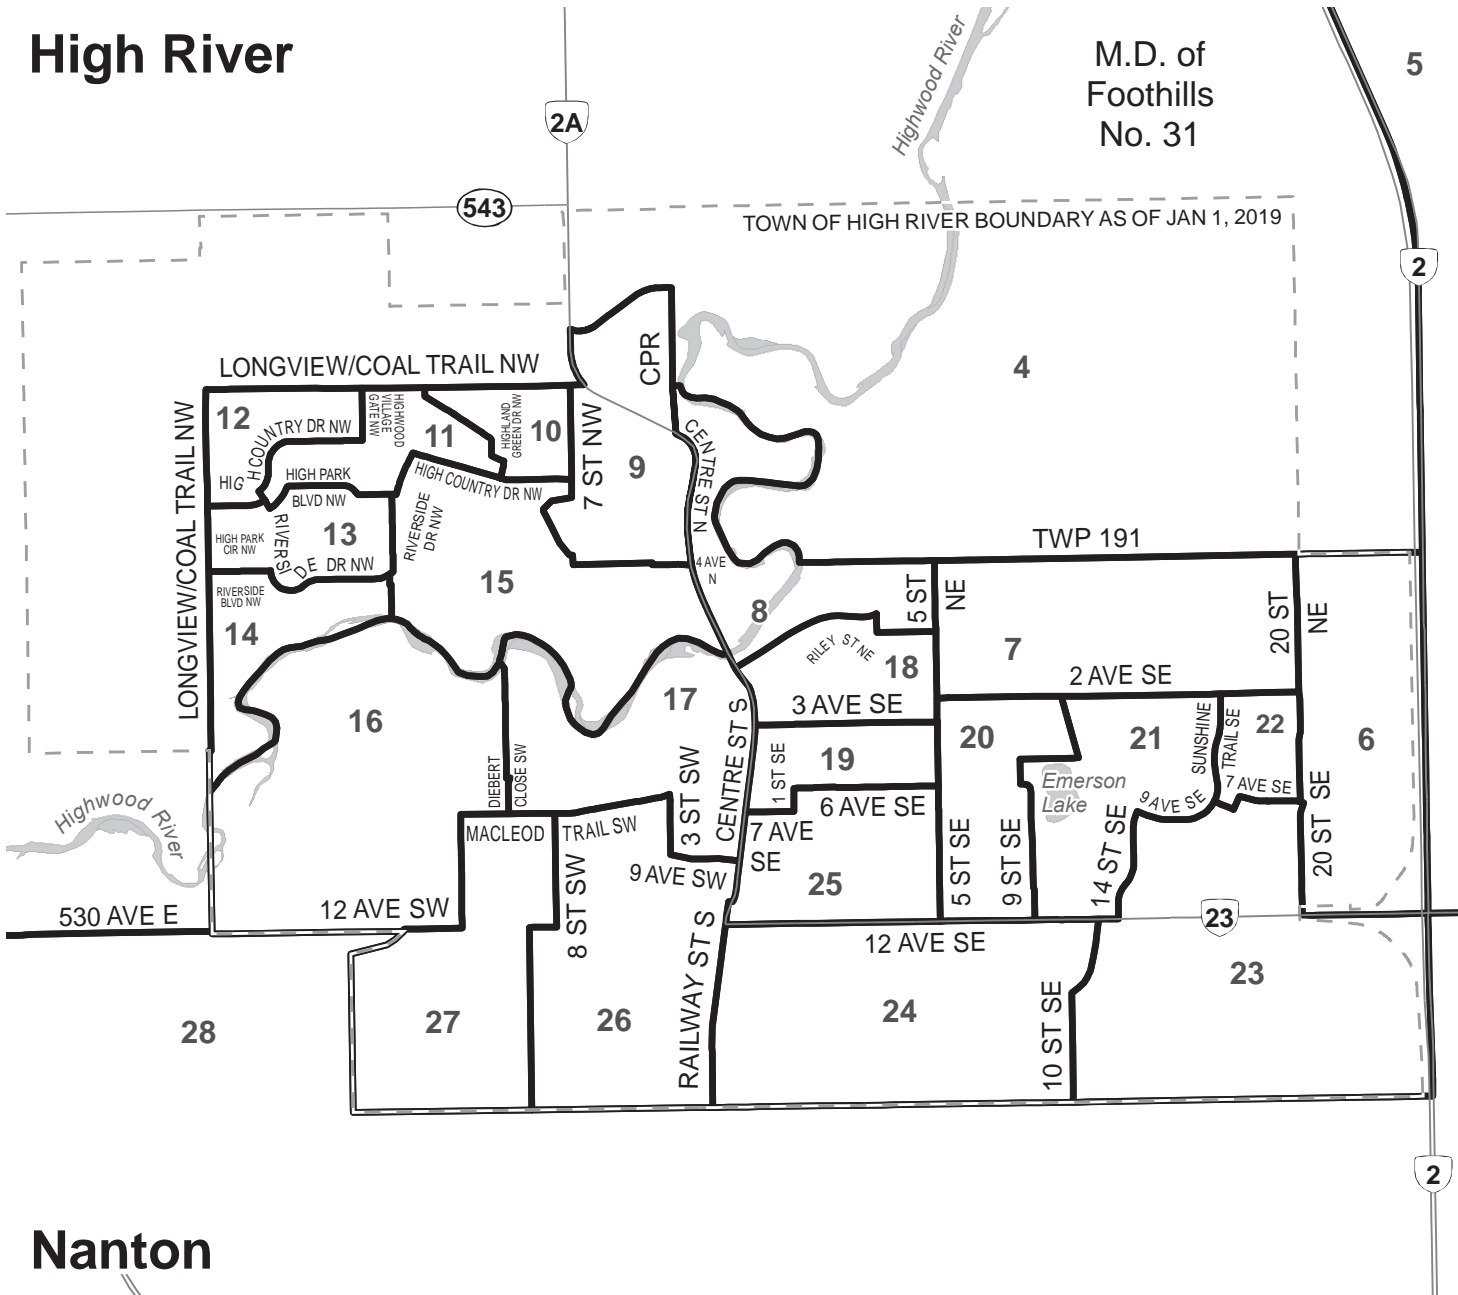 High River
M.D. of
Foothills
No. 31
5
Highwood River
2A
543
TOWN OF HIGH RIVER BOUNDARY AS OF JAN 1, 2019
2
CPR
4
LONGVIEW/COAL TRAIL NW
LONGVIEW/COAL TRAIL NW
12
HIGH COUNTRY DR NW
HIGHWOOD
VILLAGE
GATE NW
11
HIGHLAND
GREEN DR NW
10
7 ST NW
9
CENTRE ST N
HIGH PARK
BLVD NW
HIGH COUNTRY DR NW
RIVERSIDE
DR NW
13
HIGH PARK
CIR NW
RIVERSIDE DR NW
TWP 191
4 AVE
N
15
RIVERSIDE
BLVD NW
14
8
5 ST
NE
20 ST
NE
RILEY ST NE
18
7
2 AVE SE
16
17
3 AVE SE
CENTRE ST S
20
21
SUNSHINE
TRAIL SE
22
6
19
1 ST SE
DIEBERT
CLOSE SW
3 ST SW
Emerson
Lake
7 AVE SE
9 AVE SE
20 ST SE
Highwood
River
6 AVE SE
MACLEOD
TRAIL SW
7 AVE
SE
9 AVE SW
25
8 ST SW
5 ST SE
9 ST SE
14 ST SE
530 AVE E
12 AVE SW
23
12 AVE SE
RAILWAY ST S
23
28
27
26
24
10 ST SE
2
Nanton